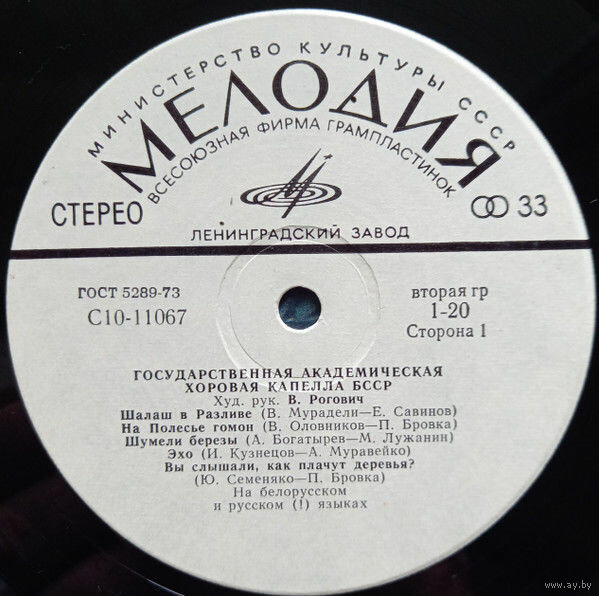 МИНИСТЕРСТВО КУЛЬТУРЫ СССР
МЕЛОДИЯ
ВСЕСОЮЗНАЯ ФИРМА ГРАМПЛАСТИНОК
СТЕРЕО
33
ЛЕНИНГРАДСКИЙ ЗАВОД
ГОСТ 5289-73
С10-11067
вторая гр
1-20
Сторона 1
ГОСУДАРСТВЕННАЯ АКАДЕМИЧЕСКАЯ
ХОРОВАЯ КАПЕЛЛА БССР
Худ. рук. В. Рогович
Шалаш в Разливе (В. Мурадели—Е. Савинов)
На Полесье гомон (В. Оловников—П. Бровка)
Шумели березы (А. Богатырев—М. Лужанин)
Эхо (И. Кузнецов—А. Муравейко)
Вы слышали, как плачут деревья?
(Ю. Семеняко—П. Бровка)
На белорусском
и русском (!) языках
www.ay.by